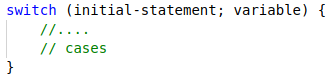 switch (initial-statement; variable) {
    //....
    // cases
}